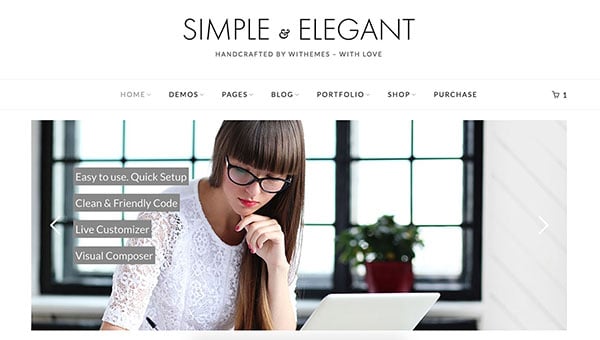 SIMPLE & ELEGANT
HANDCRAFTED BY WITHEMES – WITH LOVE
HOME DEMOS PAGES BLOG PORTFOLIO SHOP PURCHASE 1
Easy to use. Quick Setup
Clean & Friendly Code
Live Customizer
Visual Composer